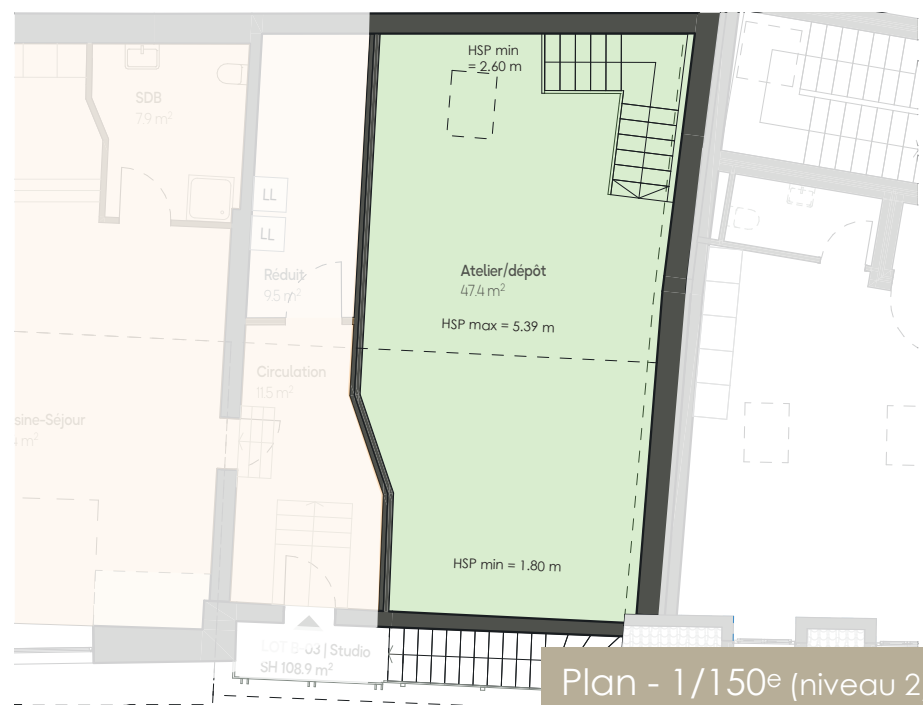 HSP min
= 2.60 m
SDB
7.9 m²
LL
LL
Réduit
9.5 m²
Atelier/dépôt
47.4 m²
HSP max = 5.39 m
Circulation
11.5 m²
sine-Séjour
m²
HSP min = 1.80 m
LOT B-03 | Studio
SH 108.9 m²
Plan - 1/150e (niveau 2